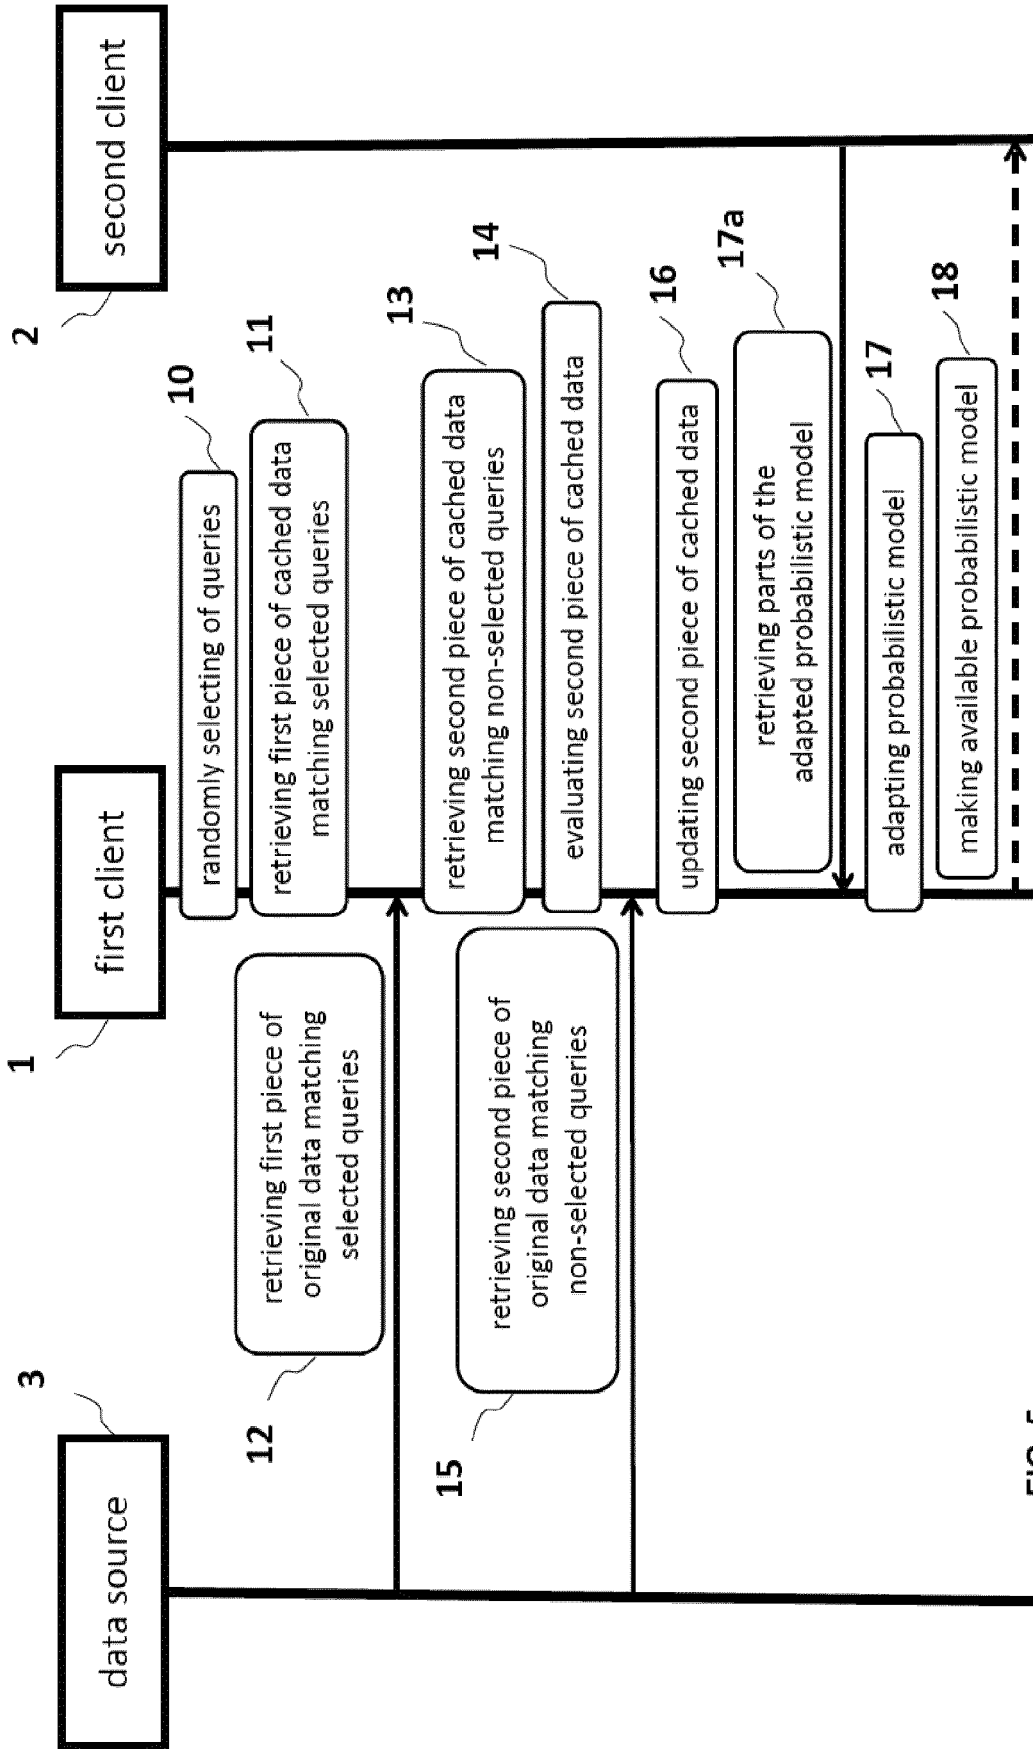 3
data source
1
first client
2
second client
10
randomly selecting of queries
11
retrieving first piece of cached data
matching selected queries
12
retrieving first piece of
original data matching
selected queries
13
retrieving second piece of cached data
matching non-selected queries
14
evaluating second piece of cached data
15
retrieving second piece of
original data matching
non-selected queries
16
updating second piece of cached data
17a
retrieving parts of the
adapted probabilistic model
17
adapting probabilistic model
18
making available probabilistic model